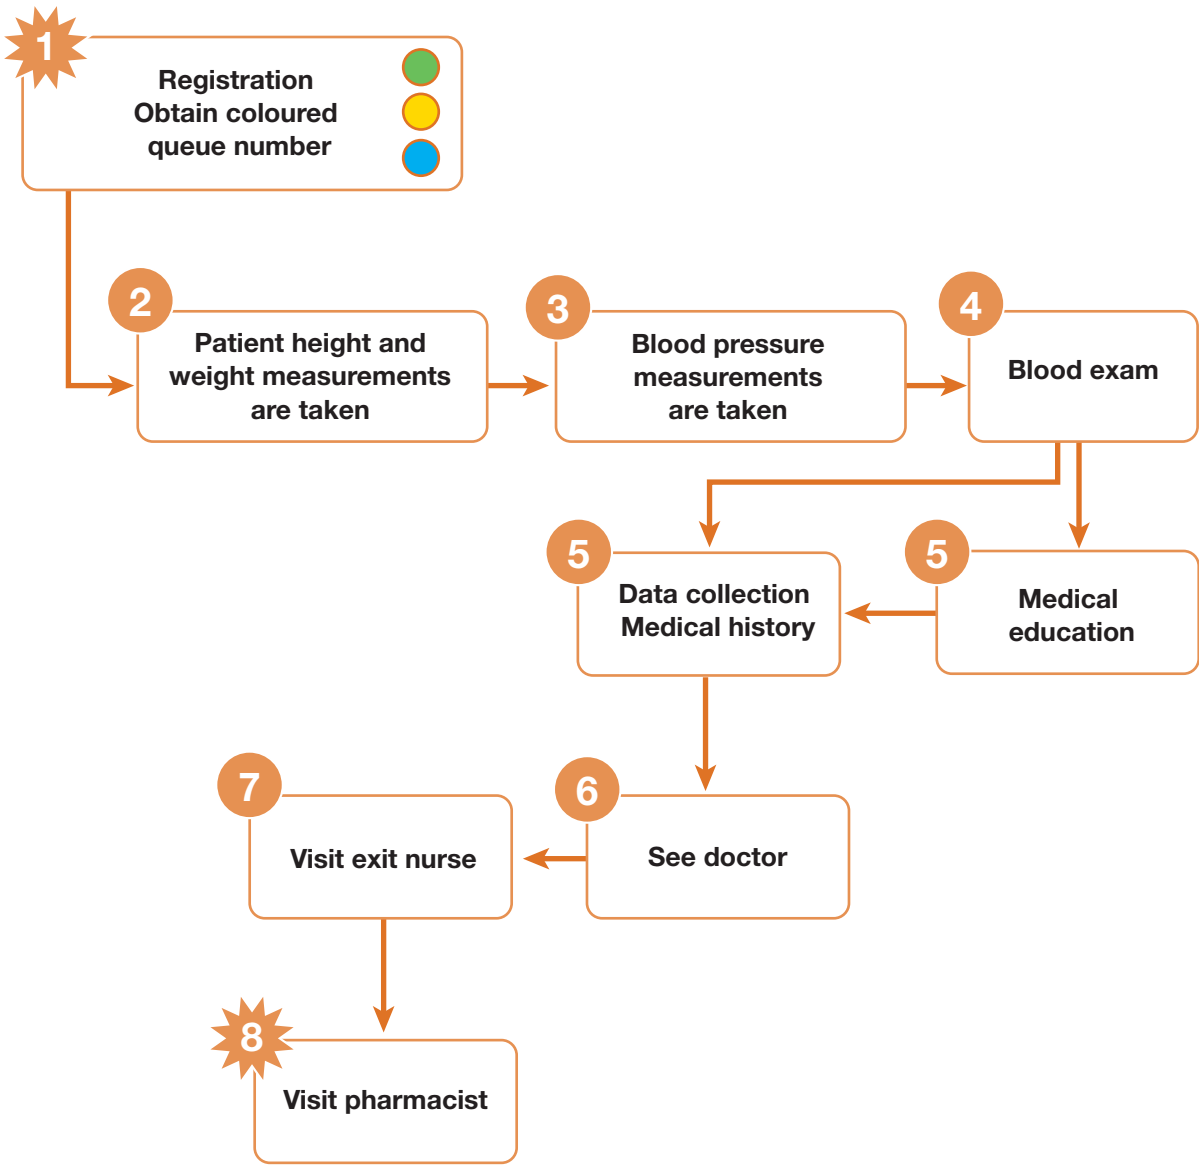 1
Registration
Obtain coloured
queue number
2
Patient height and
weight measurements
are taken
3
Blood pressure
measurements
are taken
4
Blood exam
5
Data collection
Medical history
5
Medical
education
6
See doctor
7
Visit exit nurse
8
Visit pharmacist